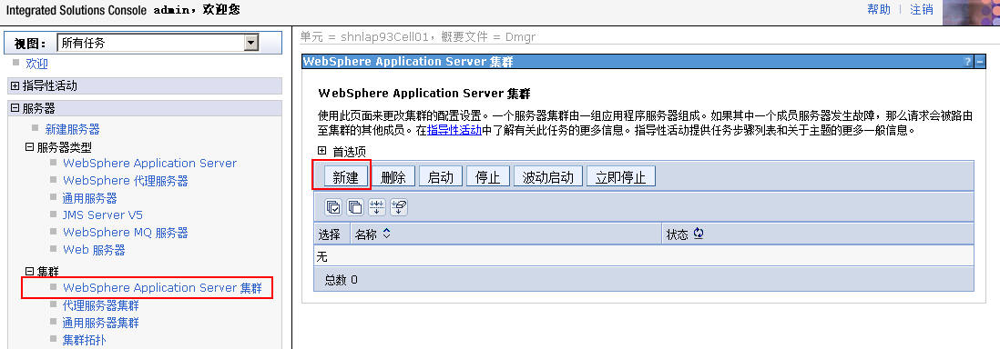 Integrated Solutions Console admin，欢迎您
帮助 | 注销
视图： 所有任务
欢迎
指导性活动
服务器
新建服务器
服务器类型
WebSphere Application Server
WebSphere 代理服务器
通用服务器
JMS Server V5
WebSphere MQ 服务器
Web 服务器
集群
WebSphere Application Server 集群
代理服务器集群
通用服务器集群
集群拓扑
单元 = shnlap93Cell01，概要文件 = Dmgr
WebSphere Application Server 集群 ? –
WebSphere Application Server 集群
使用此页面来更改集群的配置设置。一个服务器集群由一组应用程序服务器组成。如果其中一个成员服务器发生故障，那么请求会被路由
至集群的其他成员。在指导性活动中了解有关此任务的更多信息。指导性活动提供任务步骤列表和关于主题的更多一般信息。
首选项
新建 删除 启动 停止 波动启动 立即停止
选择 名称 状态
无
总数 0